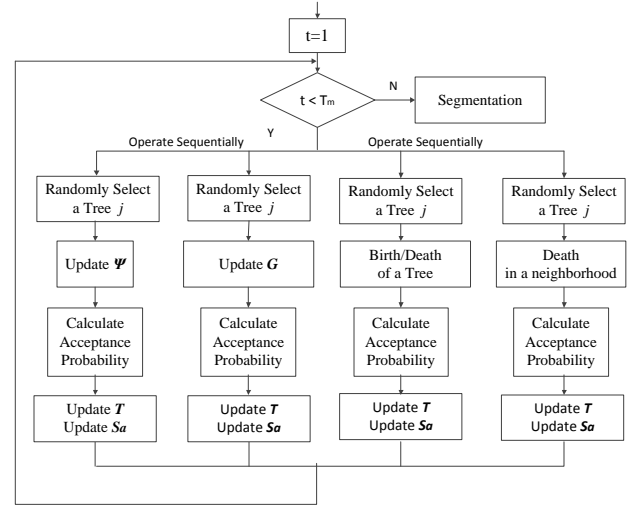 t=1
t < Tm
N
Segmentation
Y
Operate Sequentially
Operate Sequentially
Randomly Select
a Tree j
Update Ψ
Calculate
Acceptance
Probability
Update T
Update Sa
Randomly Select
a Tree j
Update G
Calculate
Acceptance
Probability
Update T
Update Sa
Randomly Select
a Tree j
Birth/Death
of a Tree
Calculate
Acceptance
Probability
Update T
Update Sa
Randomly Select
a Tree j
Death
in a neighborhood
Calculate
Acceptance
Probability
Update T
Update Sa